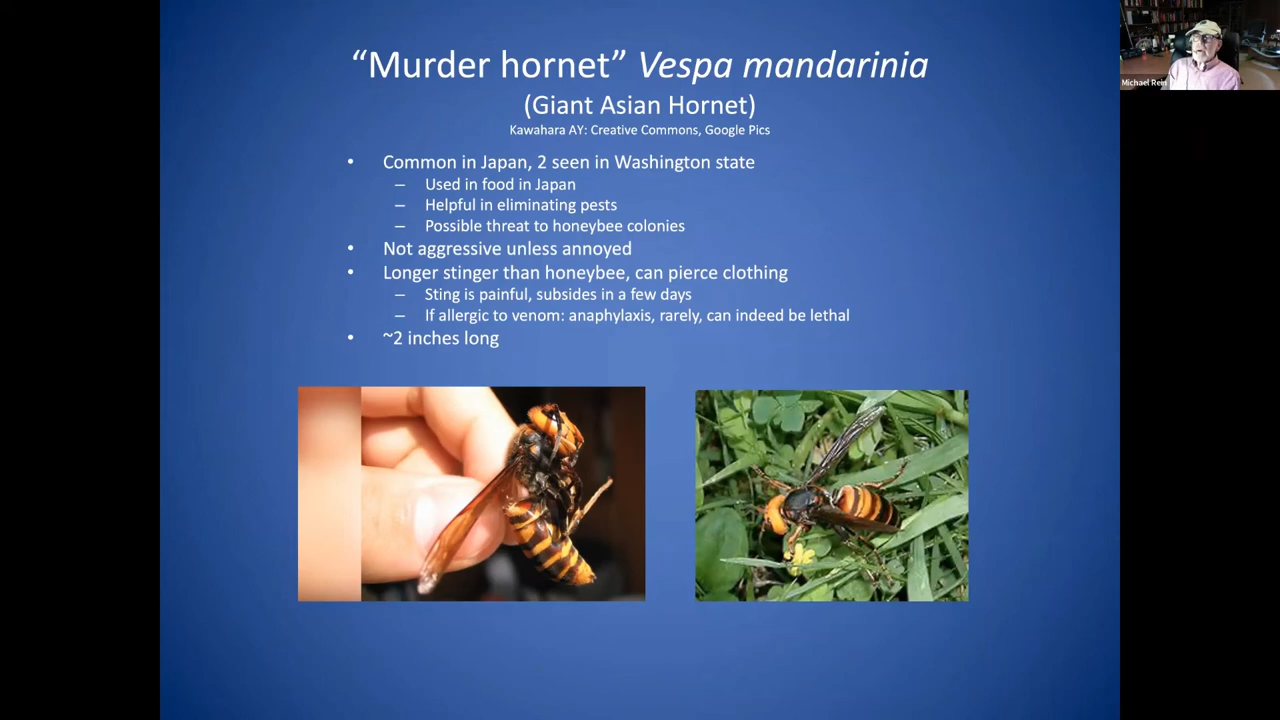 “Murder hornet” Vespa mandarinia
(Giant Asian Hornet)
Kawahara AY: Creative Commons, Google Pics
• Common in Japan, 2 seen in Washington state
– Used in food in Japan
– Helpful in eliminating pests
– Possible threat to honeybee colonies
• Not aggressive unless annoyed
• Longer stinger than honeybee, can pierce clothing
– Sting is painful, subsides in a few days
– If allergic to venom: anaphylaxis, rarely, can indeed be lethal
• ~2 inches long
Michael Rein